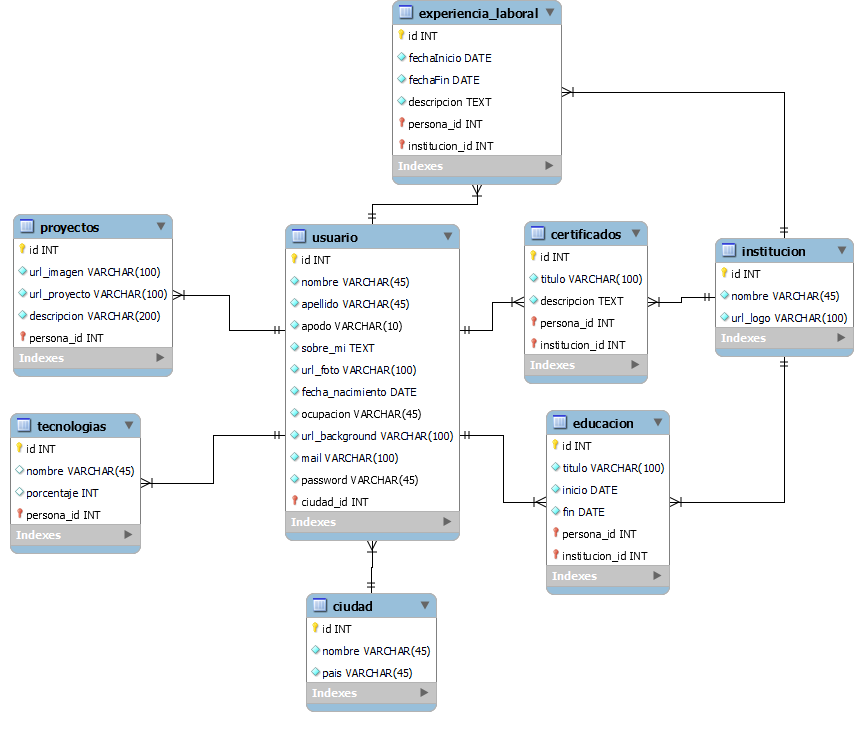 experiencia_laboral
id INT
fechaInicio DATE
fechaFin DATE
descripcion TEXT
persona_id INT
institucion_id INT
Indexes
proyectos
id INT
url_imagen VARCHAR(100)
url_proyecto VARCHAR(100)
descripcion VARCHAR(200)
persona_id INT
Indexes
usuario
id INT
nombre VARCHAR(45)
apellido VARCHAR(45)
apodo VARCHAR(10)
sobre_mi TEXT
url_foto VARCHAR(100)
fecha_nacimiento DATE
ocupacion VARCHAR(45)
url_background VARCHAR(100)
mail VARCHAR(100)
password VARCHAR(45)
ciudad_id INT
Indexes
certificados
id INT
titulo VARCHAR(100)
descripcion TEXT
persona_id INT
institucion_id INT
Indexes
institucion
id INT
nombre VARCHAR(45)
url_logo VARCHAR(100)
Indexes
tecnologias
id INT
nombre VARCHAR(45)
porcentaje INT
persona_id INT
Indexes
educacion
id INT
titulo VARCHAR(100)
inicio DATE
fin DATE
persona_id INT
institucion_id INT
Indexes
ciudad
id INT
nombre VARCHAR(45)
pais VARCHAR(45)
Indexes